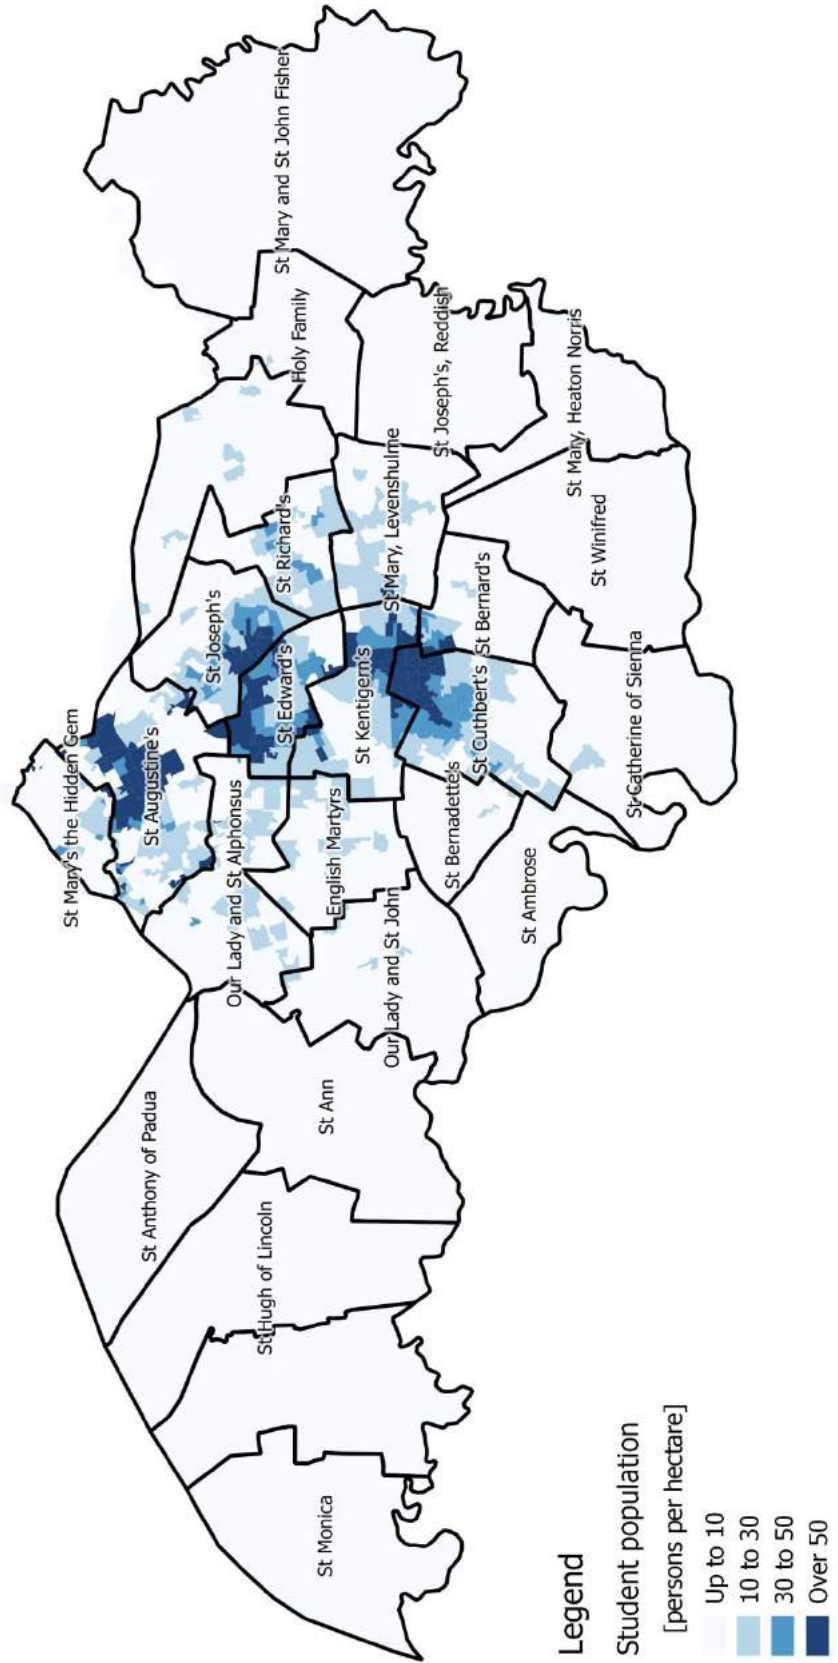 St Mary's the Hidden Gem
St Augustine's
St Joseph's
St Mary and St John Fisher
St Anthony of Padua
Our Lady and St Alphonsus
St Edward's
St Richard's
Holy Family
St Hugh of Lincoln
St Ann
English Martyrs
St Kentigern's
St Mary, Levenshulme
St Joseph's, Reddish
St Monica
Our Lady and St John
St Bernadette's
St Cuthbert's
St Bernard's
St Mary, Heaton Norris
St Ambrose
St Winifred
St Catherine of Sienna
Legend
Student population
[persons per hectare]
Up to 10
10 to 30
30 to 50
Over 50